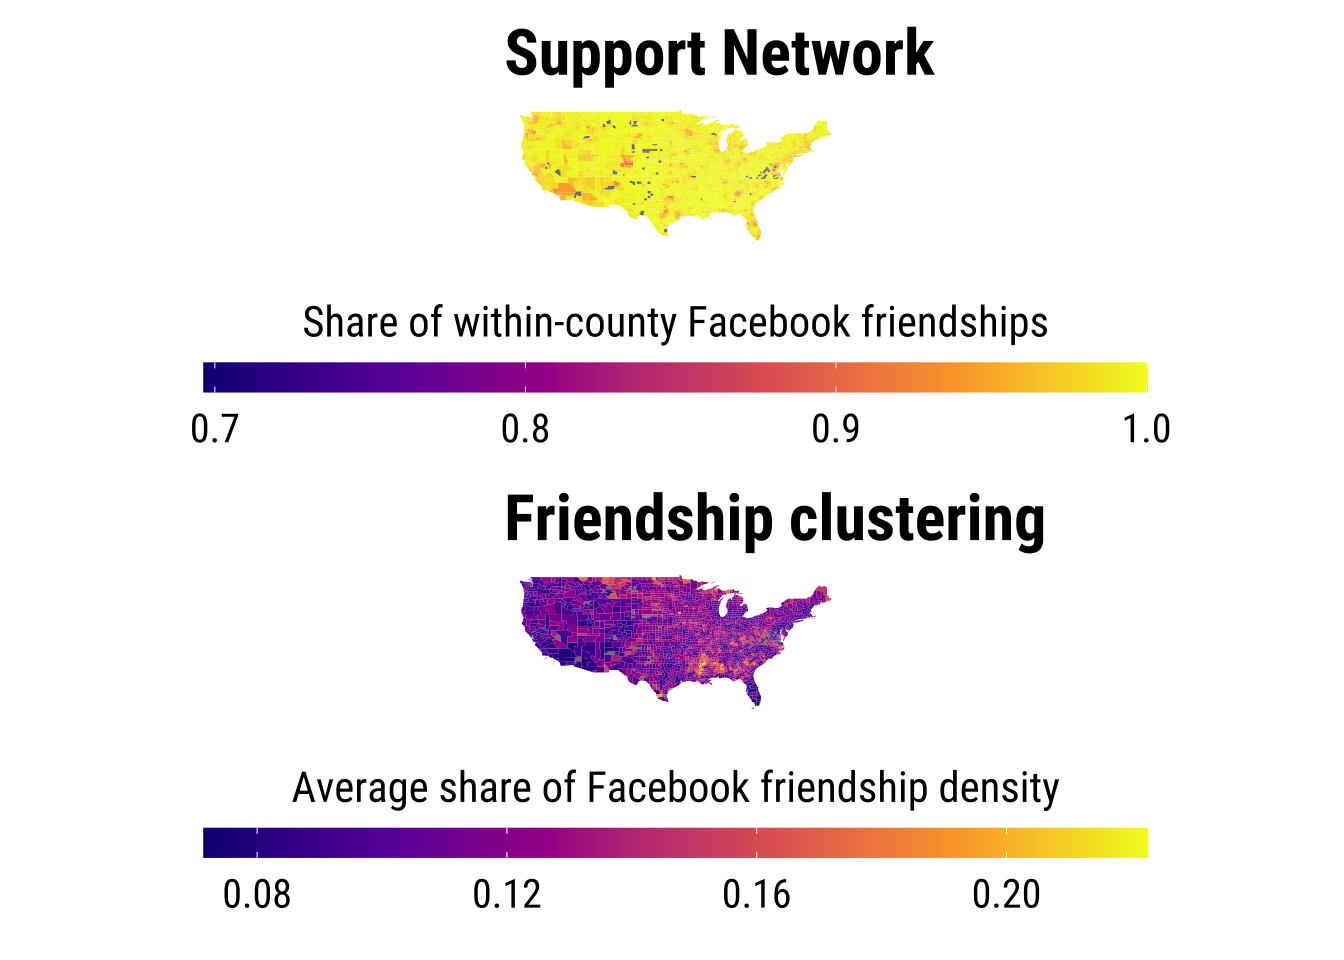 Support Network
Share of within-county Facebook friendships
0.7 0.8 0.9 1.0
Friendship clustering
Average share of Facebook friendship density
0.08 0.12 0.16 0.20